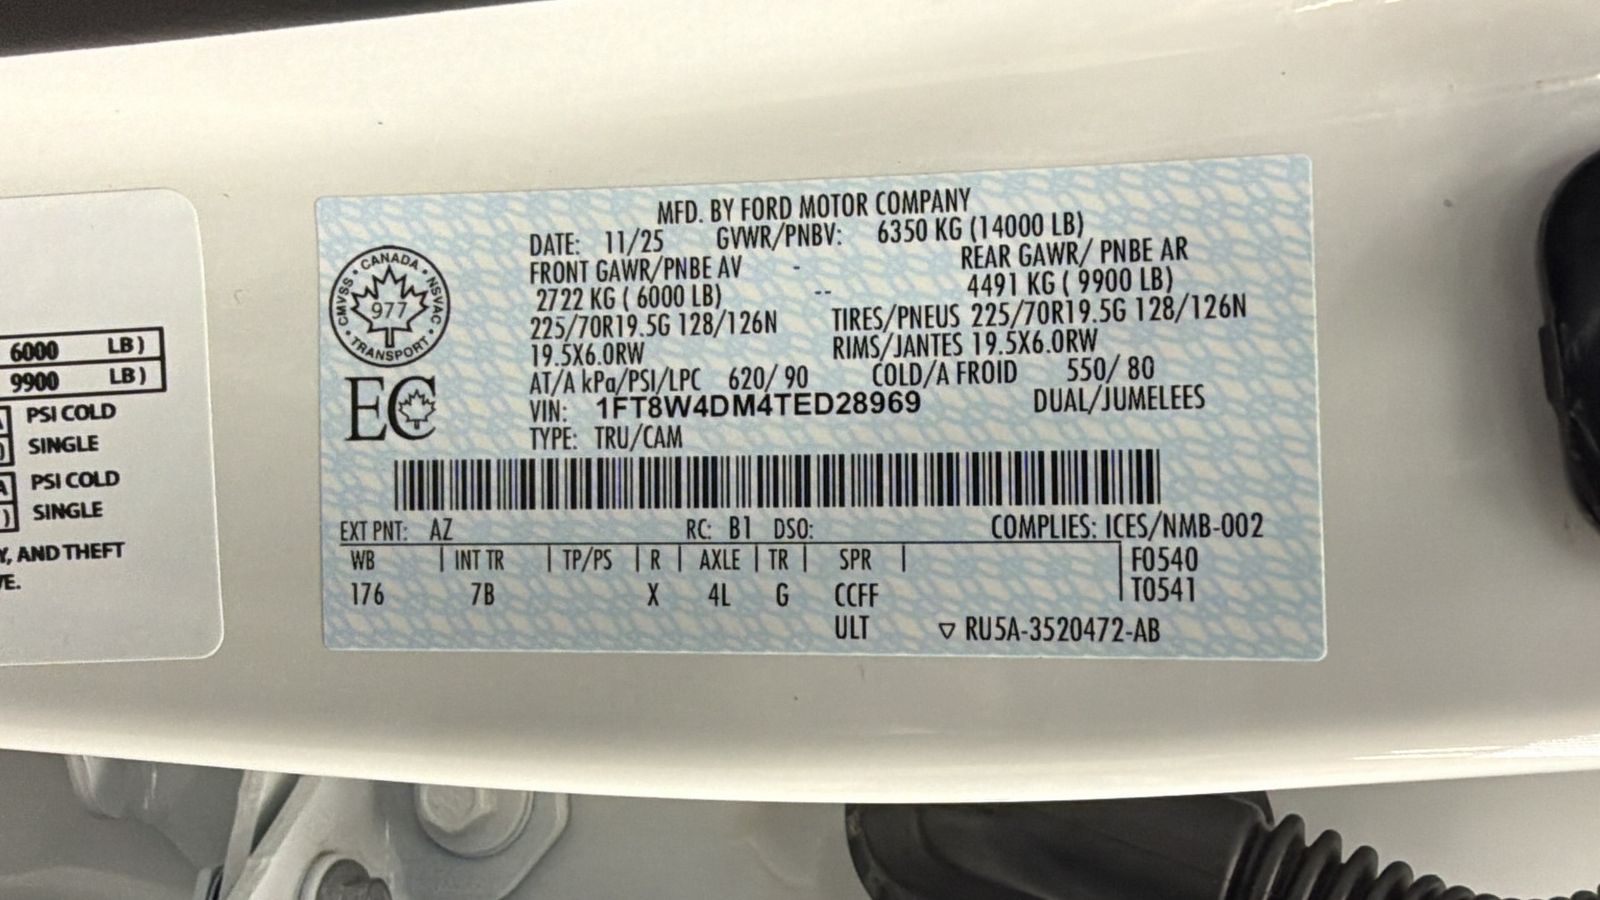 6000 LB)
9900 LB)
PSI COLD
SINGLE
PSI COLD
SINGLE
, AND THEFT
E.
CANADA
CMVSS
NSVAC
977
TRANSPORT
EC
MFD. BY FORD MOTOR COMPANY
DATE: 11/25 GVWR/PNBV: 6350 KG (14000 LB)
FRONT GAWR/PNBE AV - REAR GAWR/ PNBE AR
2722 KG ( 6000 LB) -- 4491 KG ( 9900 LB)
225/70R19.5G 128/126N TIRES/PNEUS 225/70R19.5G 128/126N
19.5X6.0RW RIMS/JANTES 19.5X6.0RW
AT/A kPa/PSI/LPC 620/ 90 COLD/A FROID 550/ 80
VIN: 1FT8W4DM4TED28969 DUAL/JUMELEES
TYPE: TRU/CAM
EXT PNT: AZ RC: B1 DSO: COMPLIES: ICES/NMB-002
WB | INT TR | TP/PS | R | AXLE | TR | SPR | F0540
176 7B X 4L G CCFF T0541
ULT ▽ RU5A-3520472-AB